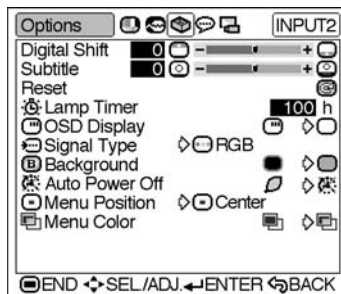 Options INPUT2
Digital Shift 0 - +
Subtitle 0 - +
Reset
Lamp Timer 100 h
OSD Display
Signal Type RGB
B Background
Auto Power Off
Menu Position Center
Menu Color
END SEL./ADJ. ENTER BACK